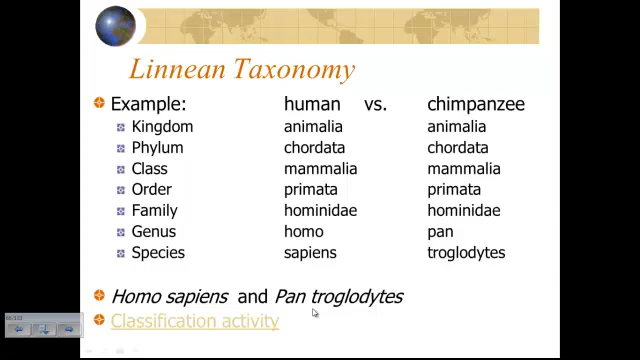 Linnean Taxonomy
Example: human vs. chimpanzee
Kingdom animalia animalia
Phylum chordata chordata
Class mammalia mammalia
Order primata primata
Family hominidae hominidae
Genus homo pan
Species sapiens troglodytes
Homo sapiens and Pan troglodytes
Classification activity